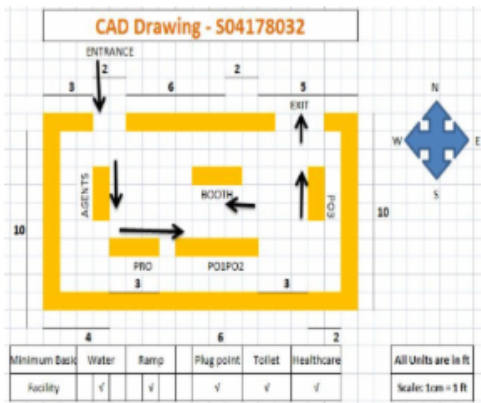 CAD Drawing - S04178032
ENTRANCE
2
2
3
6
5
EXIT
N
W
E
S
AGENTS
BOOTH
PO3
10
10
PRO
PO1PO2
3
3
4
6
2
Minimum Basic Water Ramp Plug point Toilet Healthcare
Facility √ √ √ √ √
All Units are in ft
Scale: 1cm = 1 ft